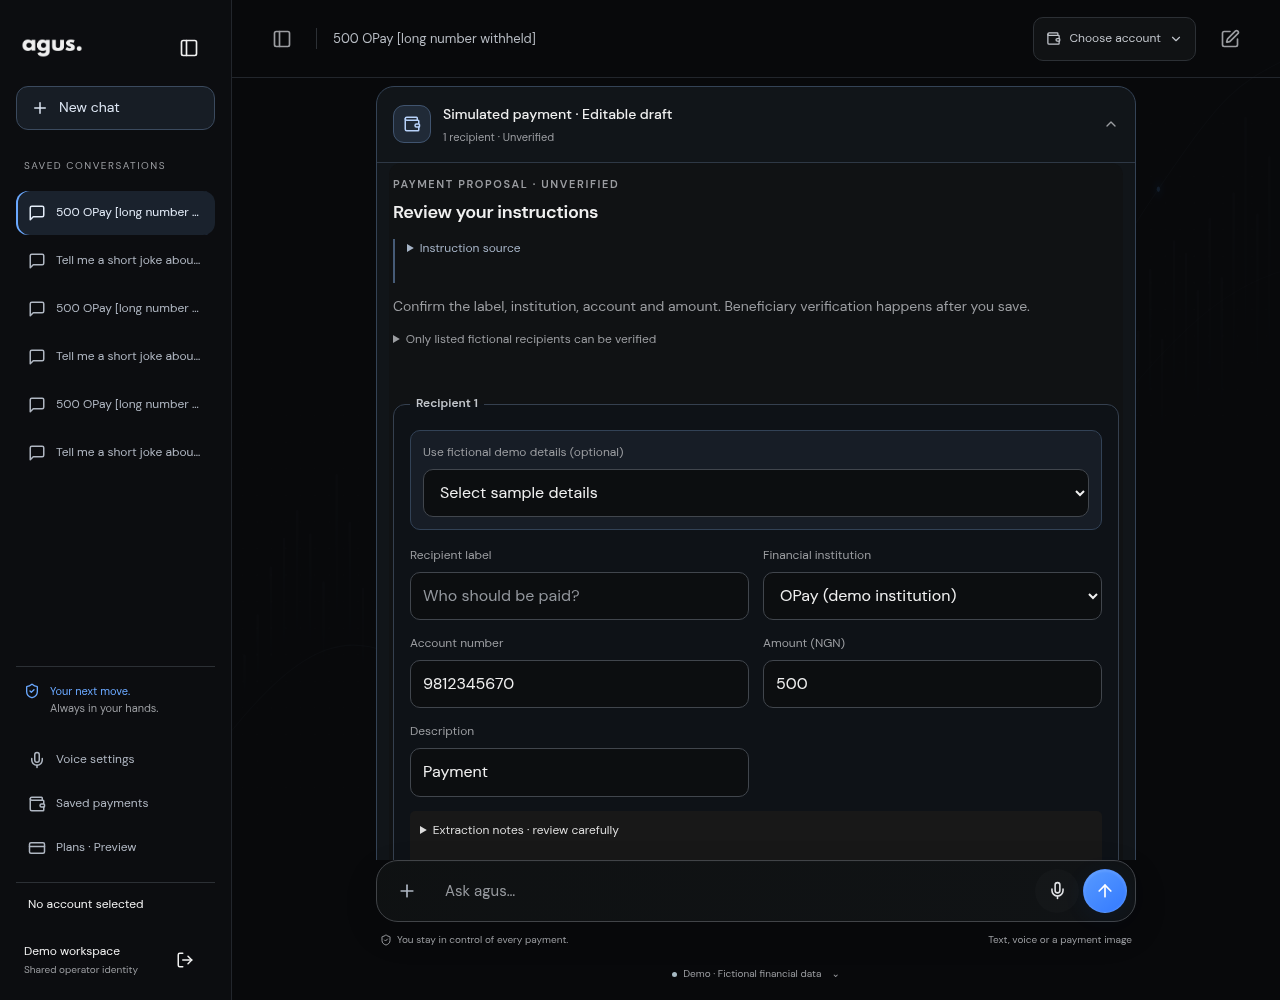 agus.
500 OPay [long number withheld]
Choose account
New chat
SAVED CONVERSATIONS
500 OPay [long number ...
Tell me a short joke abou...
500 OPay [long number ...
Tell me a short joke abou...
500 OPay [long number ...
Tell me a short joke abou...
Your next move.
Always in your hands.
Voice settings
Saved payments
Plans · Preview
No account selected
Demo workspace
Shared operator identity
Simulated payment · Editable draft
1 recipient · Unverified
PAYMENT PROPOSAL · UNVERIFIED
Review your instructions
Instruction source
Confirm the label, institution, account and amount. Beneficiary verification happens after you save.
Only listed fictional recipients can be verified
Recipient 1
Use fictional demo details (optional)
Select sample details
Recipient label
Financial institution
Who should be paid?
OPay (demo institution)
Account number
Amount (NGN)
9812345670
500
Description
Payment
Extraction notes · review carefully
Ask agus...
You stay in control of every payment.
Text, voice or a payment image
Demo · Fictional financial data